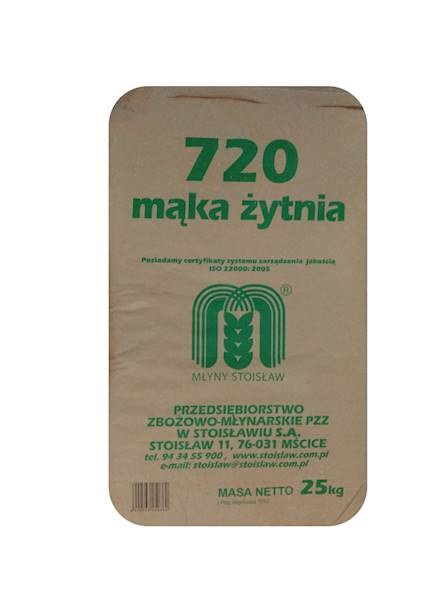 720
mąka żytnia
Posiadamy certyfikaty systemu zarządzania jakością
ISO 22000: 2005
®
MŁYNY STOISŁAW
PRZEDSIĘBIORSTWO
ZBOŻOWO-MŁYNARSKIE PZZ
W STOISŁAWIU S.A.
STOISŁAW 11, 76-031 MŚCICE
tel. 94 34 55 900 , www.stoislaw.com.pl
e-mail: stoislaw@stoislaw.com.pl
MASA NETTO 25kg